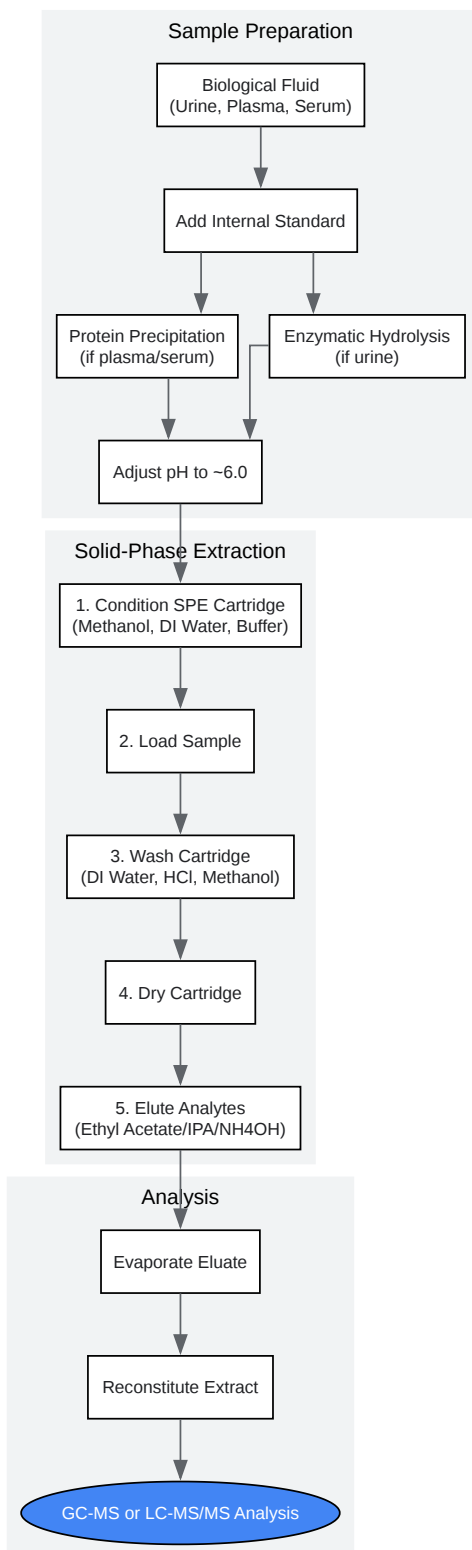 Sample Preparation
Biological Fluid
(Urine, Plasma, Serum)
Add Internal Standard
Protein Precipitation
(if plasma/serum)
Enzymatic Hydrolysis
(if urine)
Adjust pH to ~6.0
Solid-Phase Extraction
1. Condition SPE Cartridge
(Methanol, DI Water, Buffer)
2. Load Sample
3. Wash Cartridge
(DI Water, HCl, Methanol)
4. Dry Cartridge
5. Elute Analytes
(Ethyl Acetate/IPA/NH4OH)
Analysis
Evaporate Eluate
Reconstitute Extract
GC-MS or LC-MS/MS Analysis